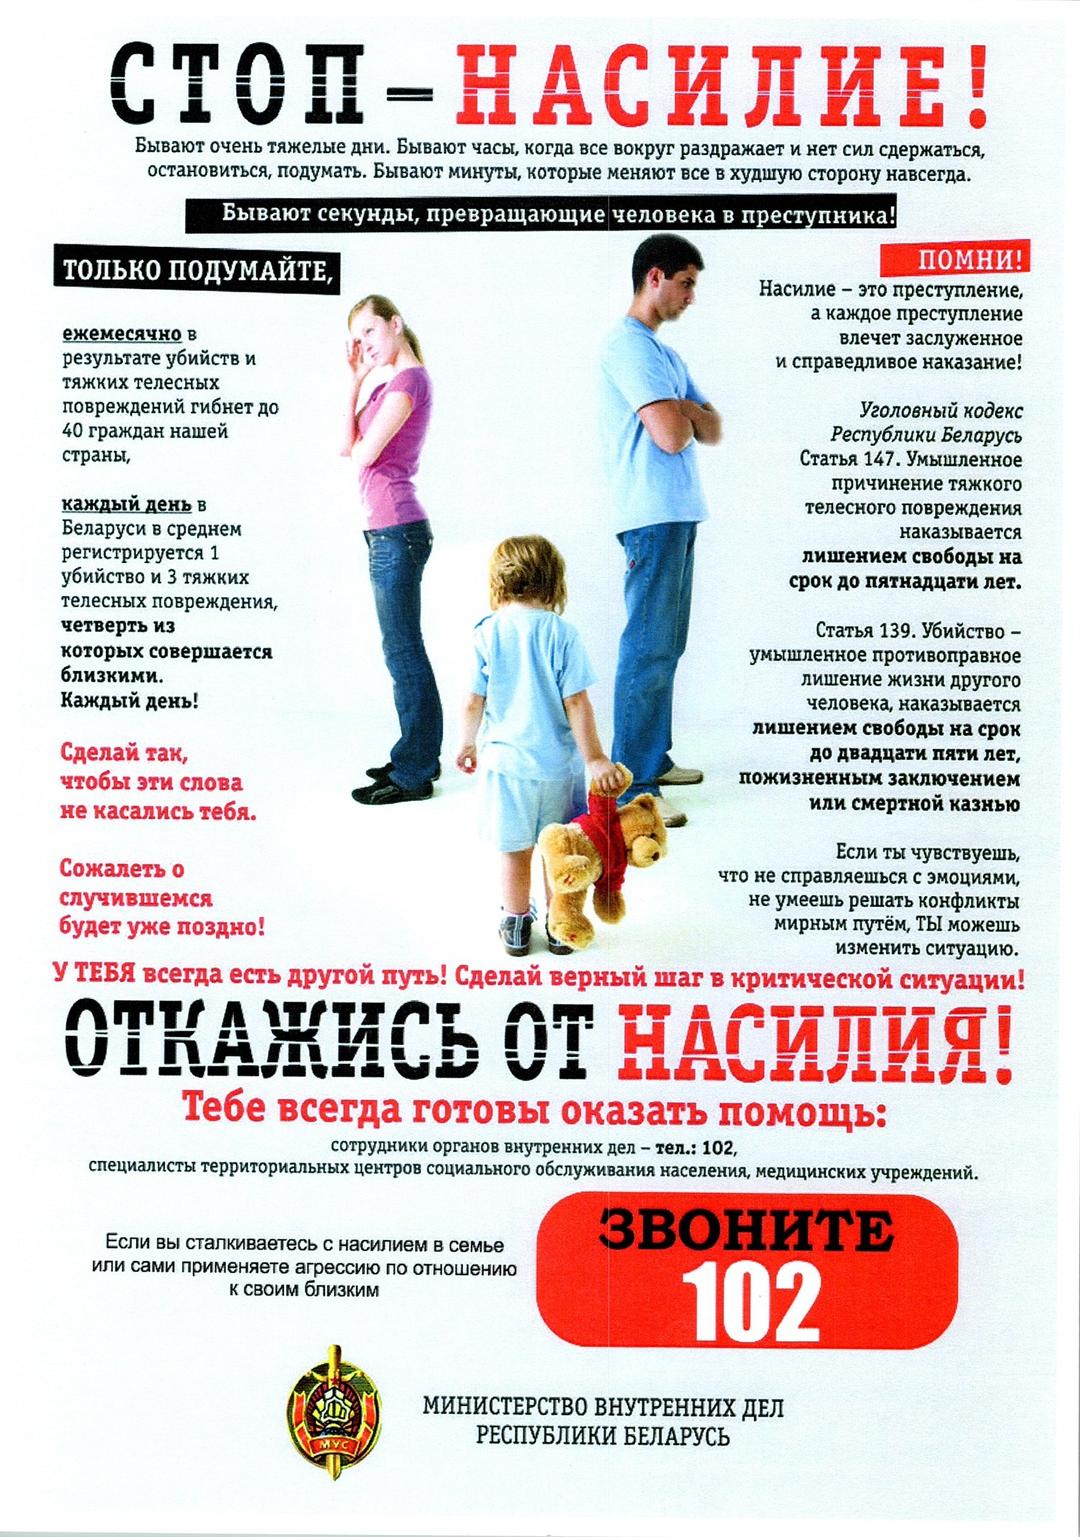 СТОП – НАСИЛИЕ!
Бывают очень тяжелые дни. Бывают часы, когда все вокруг раздражает и нет сил сдержаться,
остановиться, подумать. Бывают минуты, которые меняют все в худшую сторону навсегда.
Бывают секунды, превращающие человека в преступника!
ТОЛЬКО ПОДУМАЙТЕ,
ежемесячно в
результате убийств и
тяжких телесных
повреждений гибнет до
40 граждан нашей
страны,
каждый день в
Беларуси в среднем
регистрируется 1
убийство и 3 тяжких
телесных повреждения,
четверть из
которых совершается
близкими.
Каждый день!
Сделай так,
чтобы эти слова
не касались тебя.
Сожалеть о
случившемся
будет уже поздно!
ПОМНИ!
Насилие – это преступление,
а каждое преступление
влечет заслуженное
и справедливое наказание!
Уголовный кодекс
Республики Беларусь
Статья 147. Умышленное
причинение тяжкого
телесного повреждения
наказывается
лишением свободы на
срок до пятнадцати лет.
Статья 139. Убийство –
умышленное противоправное
лишение жизни другого
человека, наказывается
лишением свободы на срок
до двадцати пяти лет,
пожизненным заключением
или смертной казнью
Если ты чувствуешь,
что не справляешься с эмоциями,
не умеешь решать конфликты
мирным путём, ТЫ можешь
изменить ситуацию.
У ТЕБЯ всегда есть другой путь! Сделай верный шаг в критической ситуации!
ОТКАЖИСЬ ОТ НАСИЛИЯ!
Тебе всегда готовы оказать помощь:
сотрудники органов внутренних дел – тел.: 102,
специалисты территориальных центров социального обслуживания населения, медицинских учреждений.
Если вы сталкиваетесь с насилием в семье
или сами применяете агрессию по отношению
к своим близким
ЗВОНИТЕ
102
МУС
МИНИСТЕРСТВО ВНУТРЕННИХ ДЕЛ
РЕСПУБЛИКИ БЕЛАРУСЬ